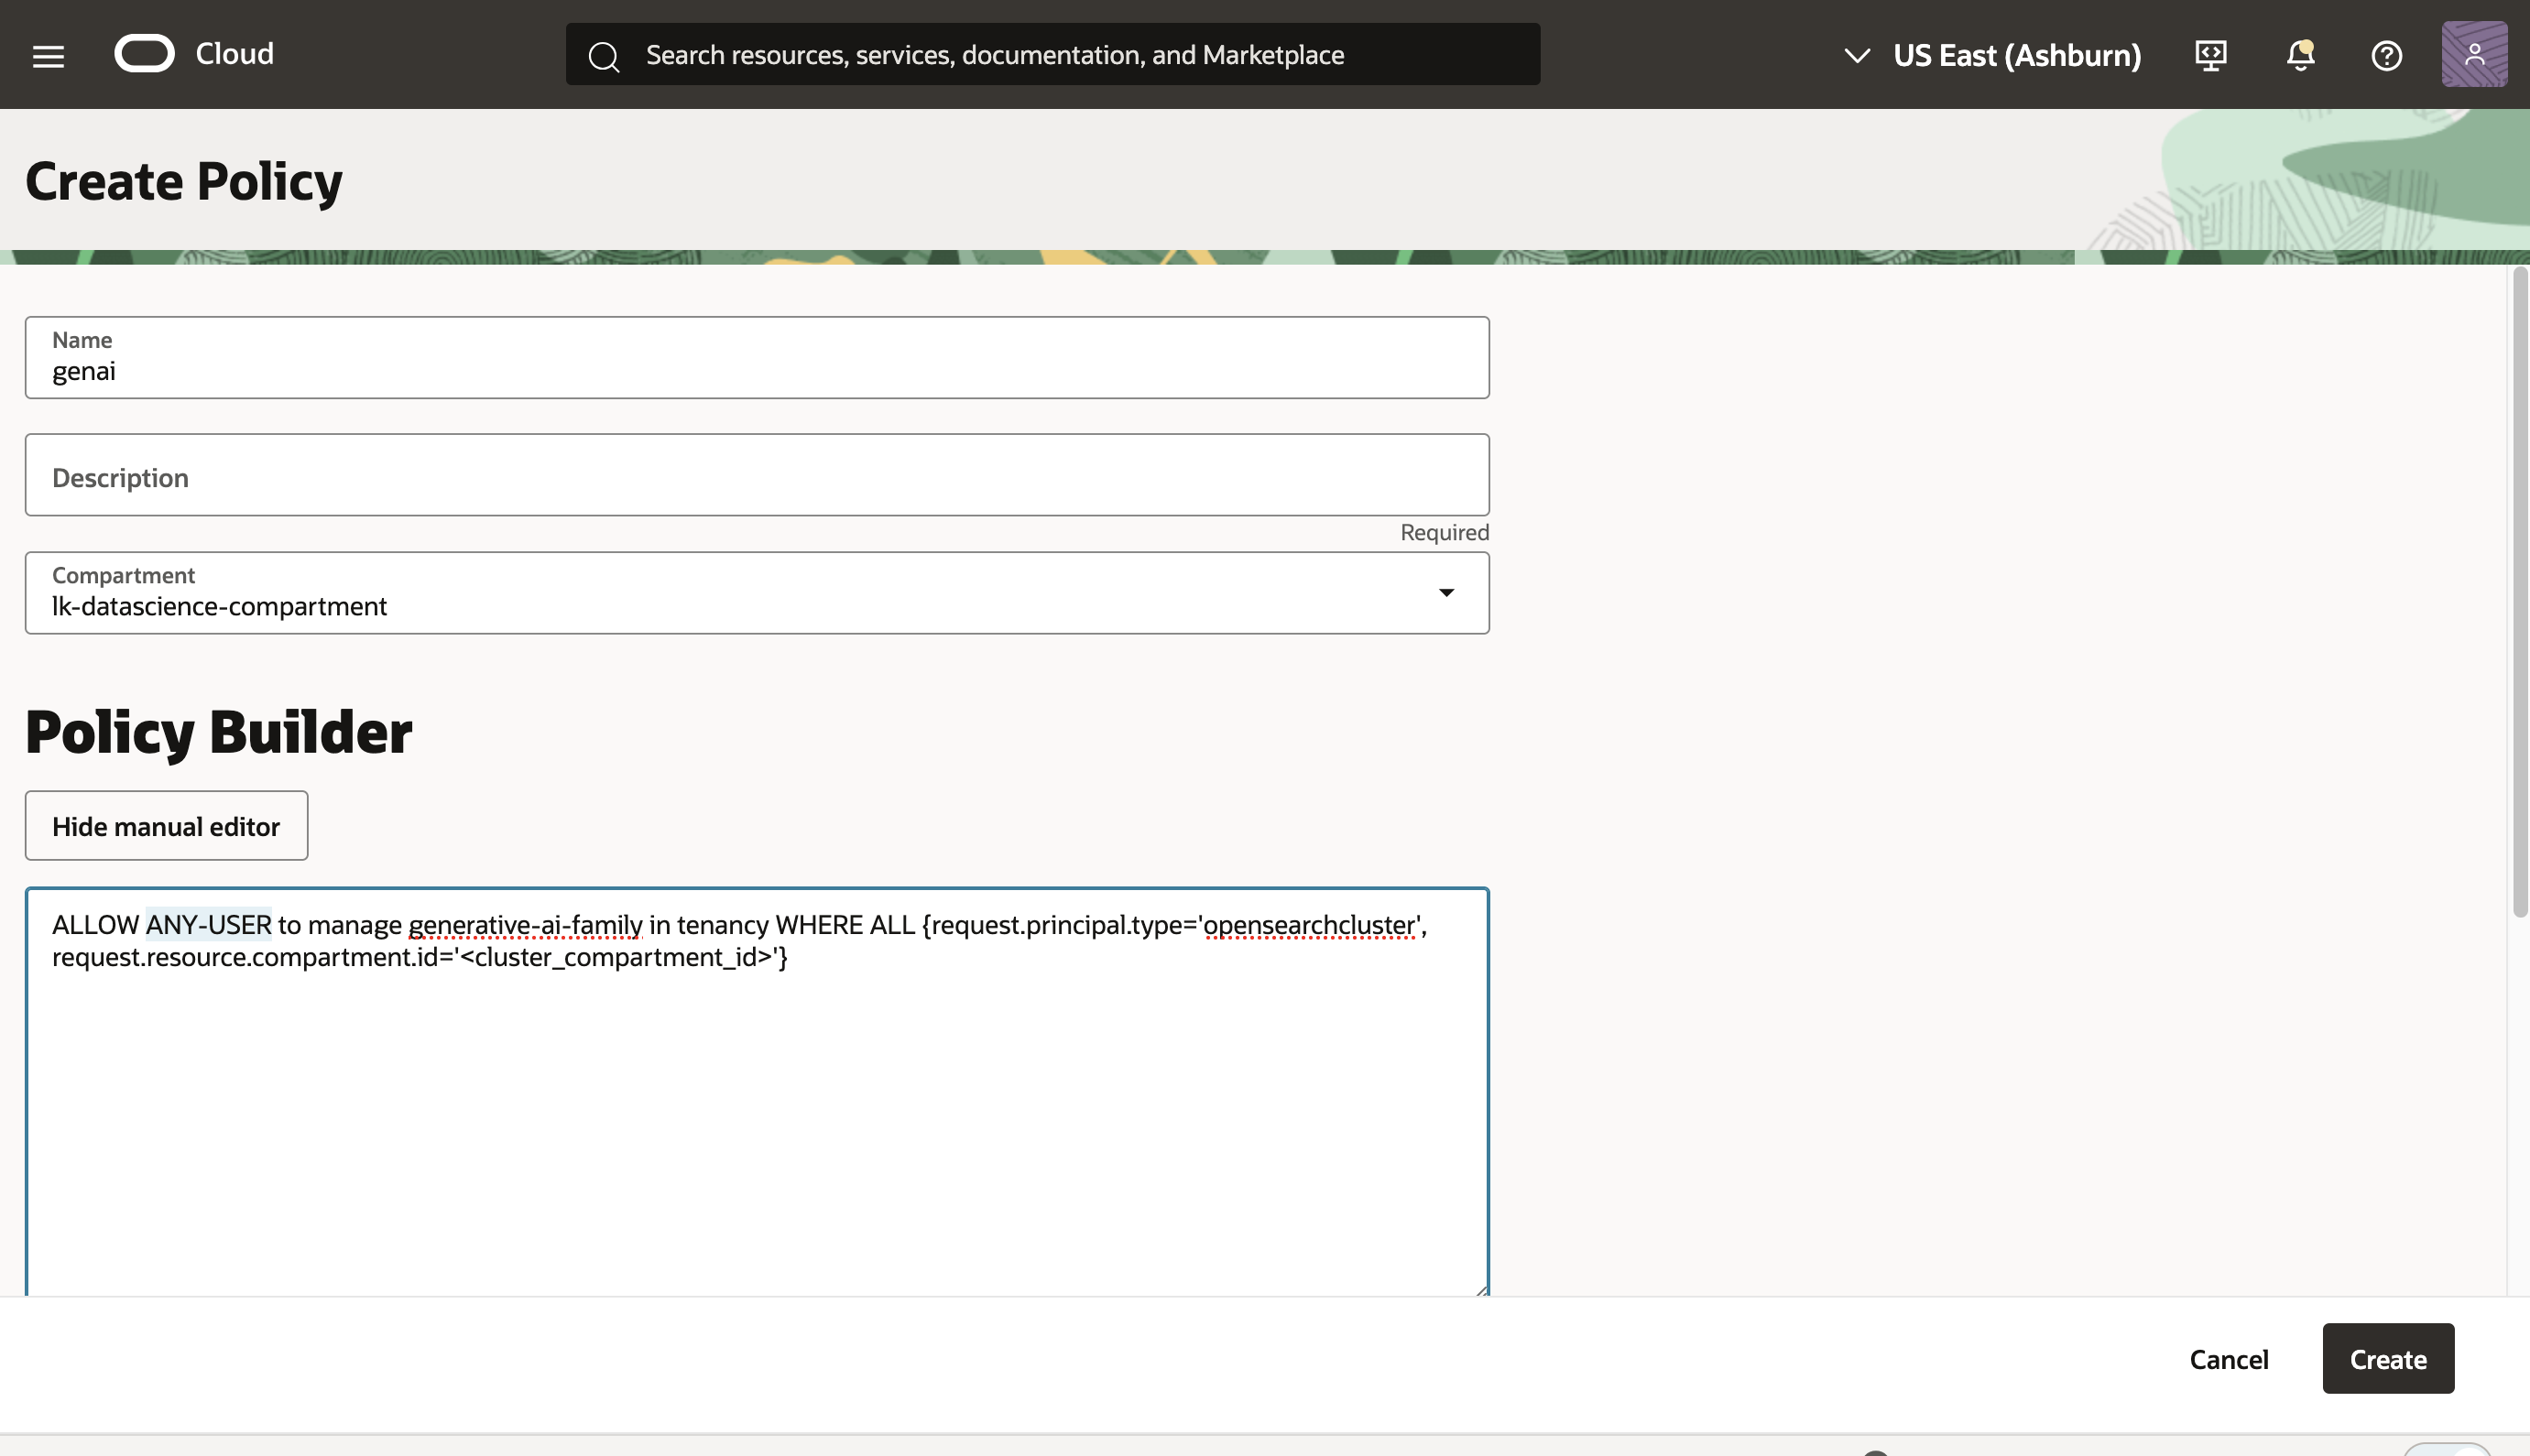 Cloud
Search resources, services, documentation, and Marketplace
US East (Ashburn)
Create Policy
Name
genai
Description
Required
Compartment
lk-datascience-compartment
Policy Builder
Hide manual editor
ALLOW ANY-USER to manage generative-ai-family in tenancy WHERE ALL {request.principal.type='opensearchcluster',
request.resource.compartment.id='<cluster_compartment_id>'}
Cancel
Create